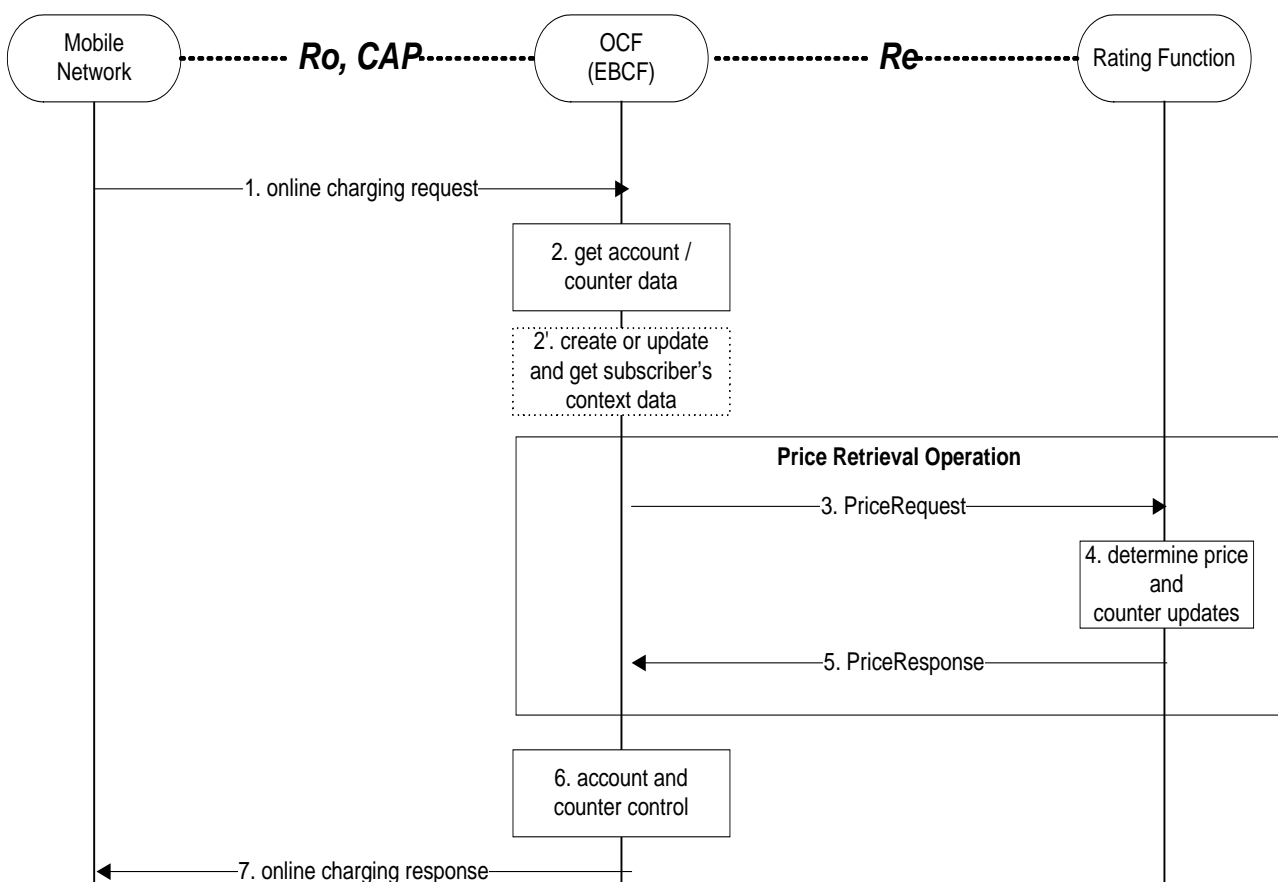 Mobile
Network
Ro, CAP
OCF
(EBCF)
Re
Rating Function
1. online charging request
2. get account /
counter data
2'. create or update
and get subscriber's
context data
Price Retrieval Operation
3. PriceRequest
4. determine price
and
counter updates
5. PriceResponse
6. account and
counter control
7. online charging response